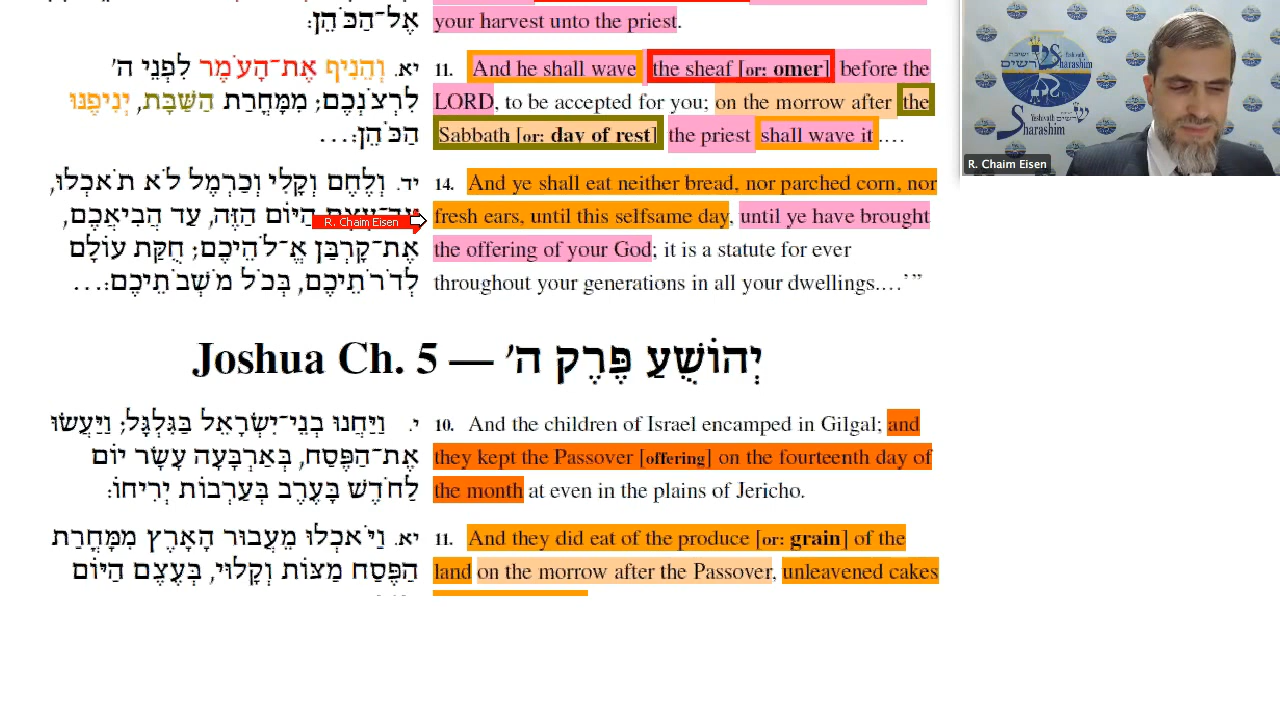 אֶל־הַכֹּהֵן:
your harvest unto the priest.
יא. וְהֵנִיף אֶת־הָעֹמֶר לִפְנֵי ה'
לִרְצֹנְכֶם; מִמָּחֳרַת הַשַּׁבָּת, יְנִיפֶנּוּ
הַכֹּהֵן:...
11. And he shall wave the sheaf [or: omer] before the
LORD, to be accepted for you; on the morrow after the
Sabbath [or: day of rest] the priest shall wave it....
יד. וְלֶחֶם וְקָלִי וְכַרְמֶל לֹא תֹאכְלוּ,
הַיּוֹם הַזֶּה, עַד הֲבִיאֲכֶם,
אֶת־קָרְבַּן אֱ־לֹהֵיכֶם; חֻקַּת עוֹלָם
לְדֹרֹתֵיכֶם, בְּכֹל מֹשְׁבֹתֵיכֶם:...
14. And ye shall eat neither bread, nor parched corn, nor
fresh ears, until this selfsame day, until ye have brought
the offering of your God; it is a statute for ever
throughout your generations in all your dwellings....’”
R. Chaim Eisen
Joshua Ch. 5 — יְהוֹשֻׁעַ פֶּרֶק ה'
י. וַיַּחֲנוּ בְנֵי־יִשְׂרָאֵל בַּגִּלְגָּל; וַיַּעֲשׂוּ
אֶת־הַפֶּסַח, בְּאַרְבָּעָה עָשָׂר יוֹם
לַחֹדֶשׁ בָּעֶרֶב בְּעַרְבוֹת יְרִיחוֹ:
10. And the children of Israel encamped in Gilgal; and
they kept the Passover [offering] on the fourteenth day of
the month at even in the plains of Jericho.
יא. וַיֹּאכְלוּ מֵעֲבוּר הָאָרֶץ מִמָּחֳרַת
הַפֶּסַח מַצּוֹת וְקָלוּי, בְּעֶצֶם הַיּוֹם
11. And they did eat of the produce [or: grain] of the
land on the morrow after the Passover, unleavened cakes
Yeshivath
Sharashim
R. Chaim Eisen